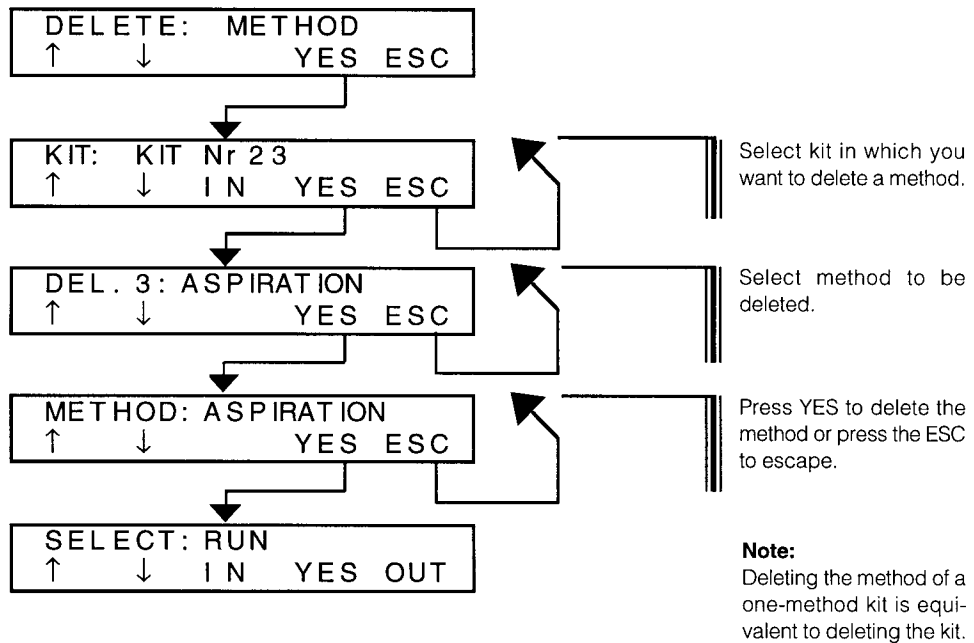 DELETE: METHOD
↑ ↓ YES ESC
KIT: KIT Nr 23
↑ ↓ IN YES ESC
Select kit in which you
want to delete a method.
DEL. 3: ASPIRATION
↑ ↓ YES ESC
Select method to be
deleted.
METHOD: ASPIRATION
↑ ↓ YES ESC
Press YES to delete the
method or press the ESC
to escape.
SELECT: RUN
↑ ↓ IN YES OUT
Note:
Deleting the method of a
one-method kit is equi-
valent to deleting the kit.